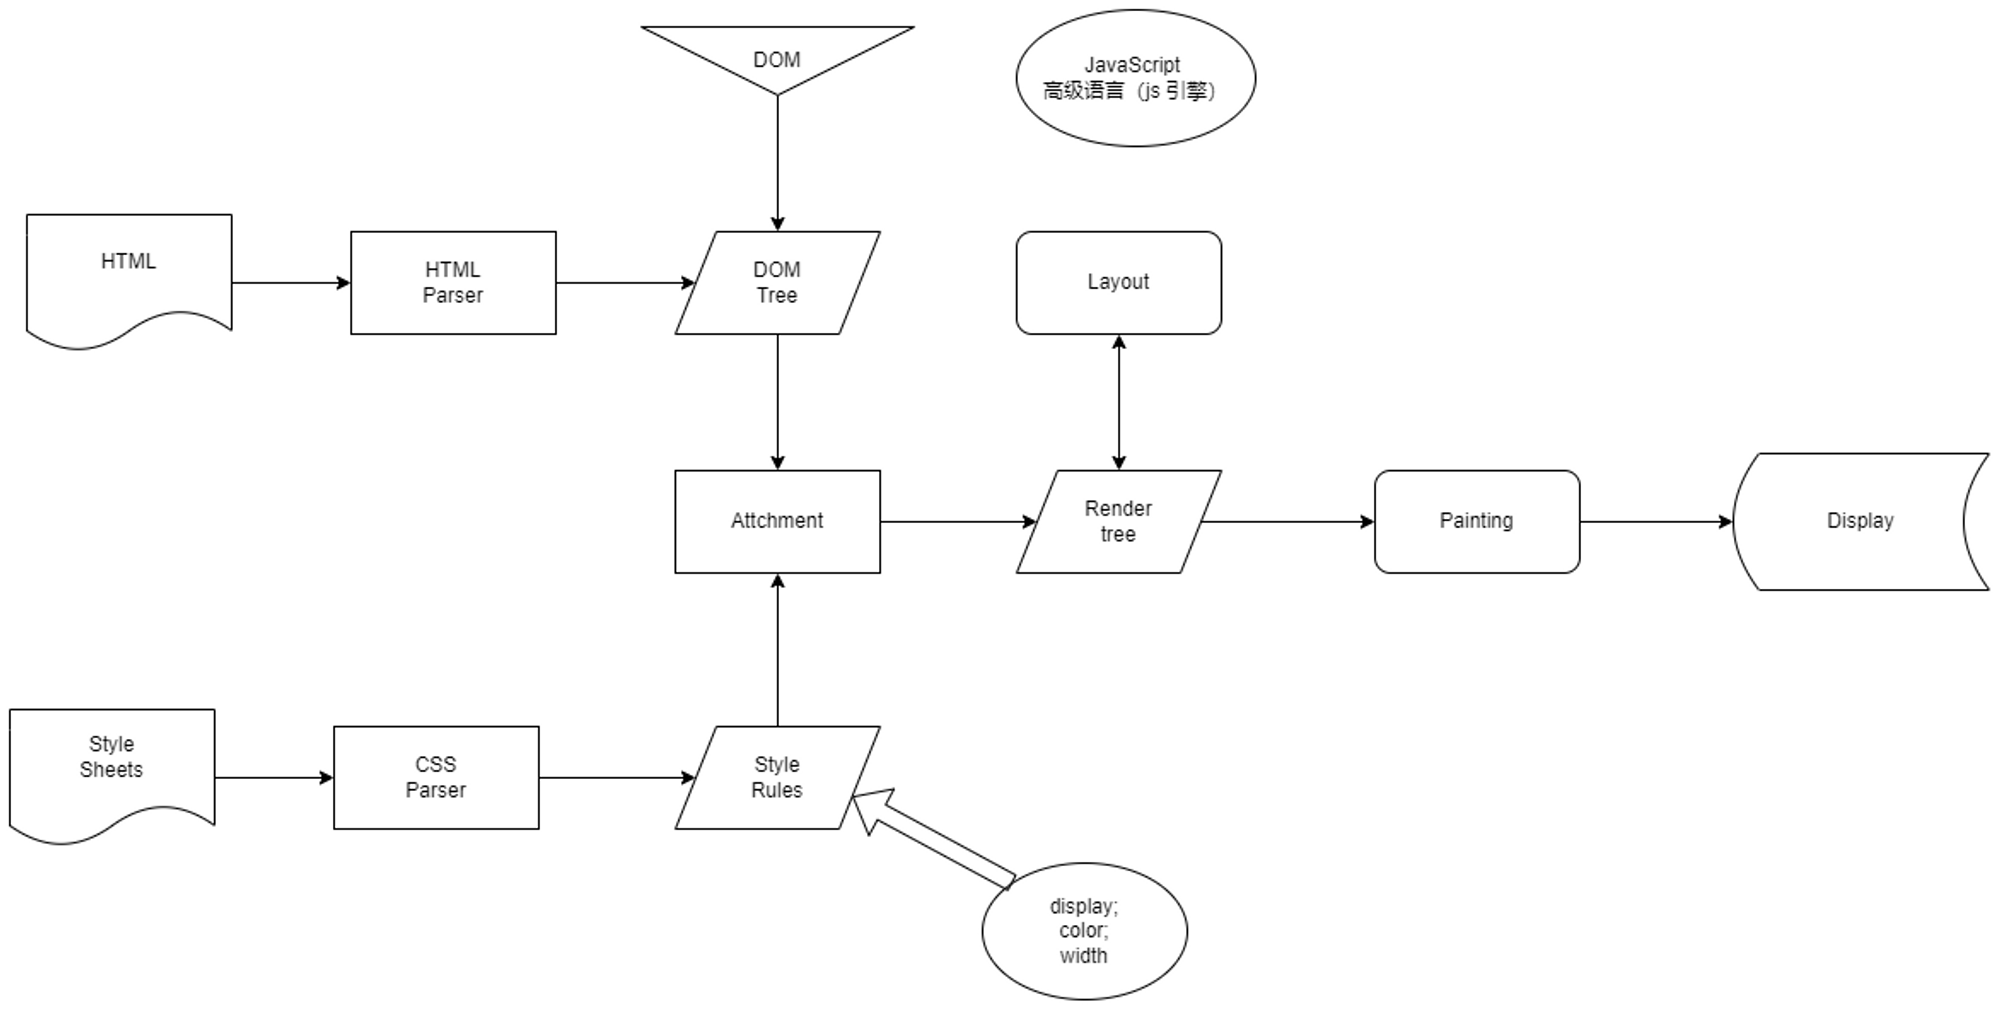 DOM
JavaScript
高级语言（js 引擎）
HTML
HTML
Parser
DOM
Tree
Layout
Attchment
Render
tree
Painting
Display
Style
Sheets
CSS
Parser
Style
Rules
display;
color;
width